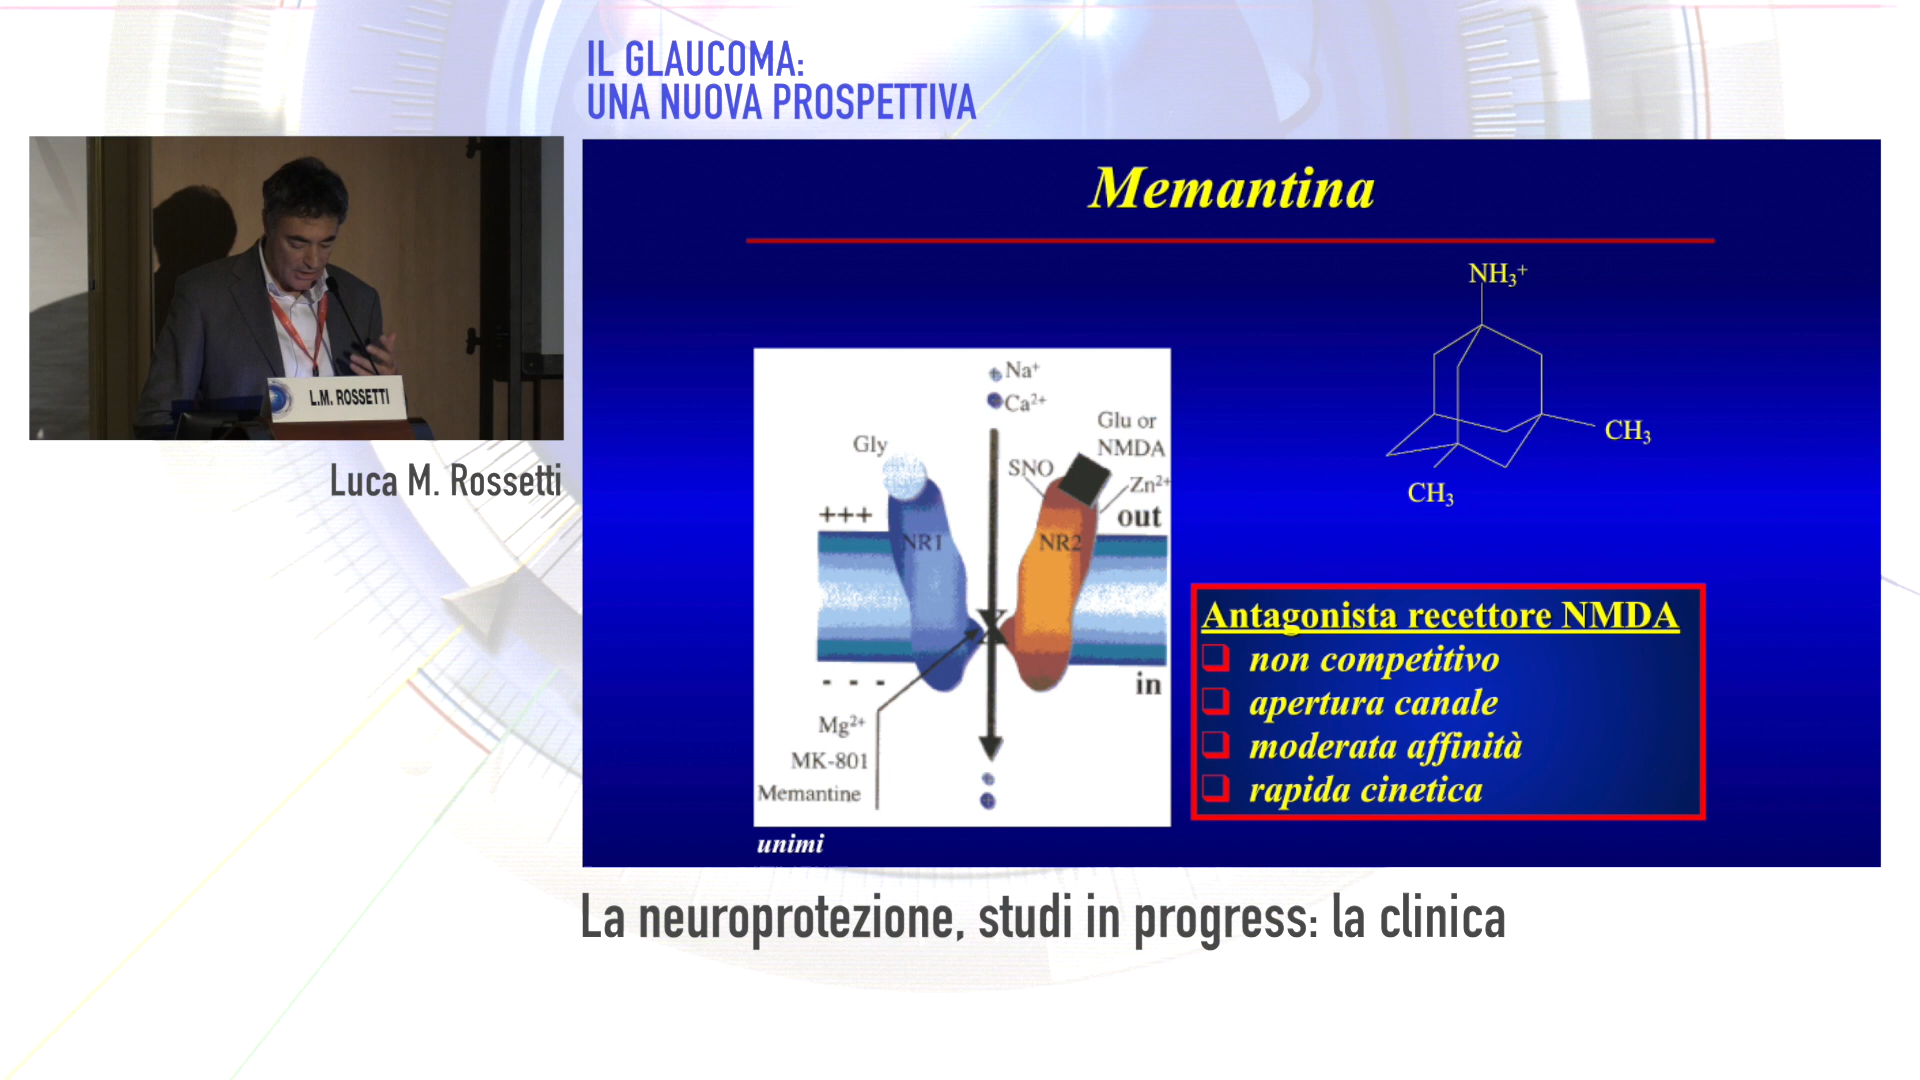 IL GLAUCOMA:
UNA NUOVA PROSPETTIVA
L.M. ROSSETTI
Luca M. Rossetti
Memantina
NH₃⁺
CH₃
CH₃
Na⁺
Ca²⁺
Glu or
NMDA
Gly
SNO
Zn²⁺
+++
out
NR1
NR2
- - -
in
Mg²⁺
MK-801
Memantine
Antagonista recettore NMDA
non competitivo
apertura canale
moderata affinità
rapida cinetica
unimi
La neuroprotezione, studi in progress: la clinica